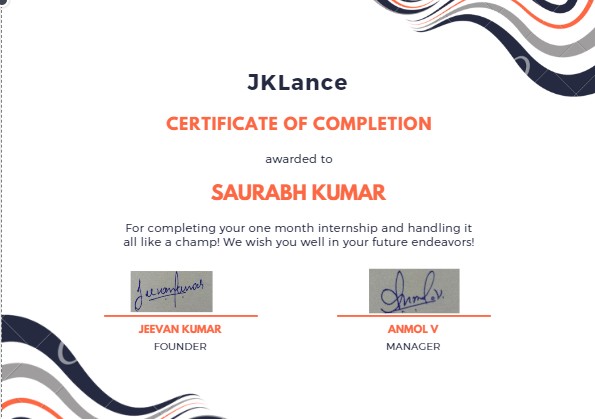 JKLance
CERTIFICATE OF COMPLETION
awarded to
SAURABH KUMAR
For completing your one month internship and handling it
all like a champ! We wish you well in your future endeavors!
Jeevankumar
Anmol.V.
JEEVAN KUMAR
ANMOL V
FOUNDER
MANAGER